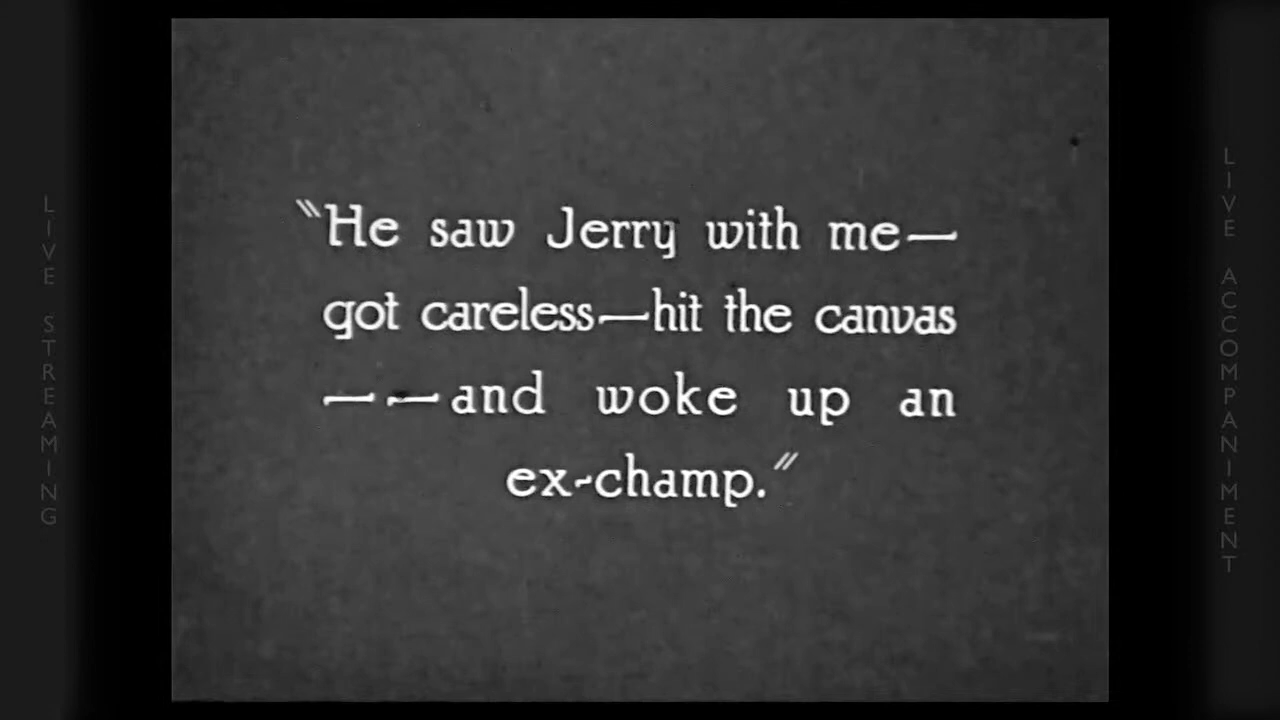 LIVE STREAMING
"He saw Jerry with me—
got careless—hit the canvas
— —and woke up an
ex-champ."
LIVE ACCOMPANIMENT